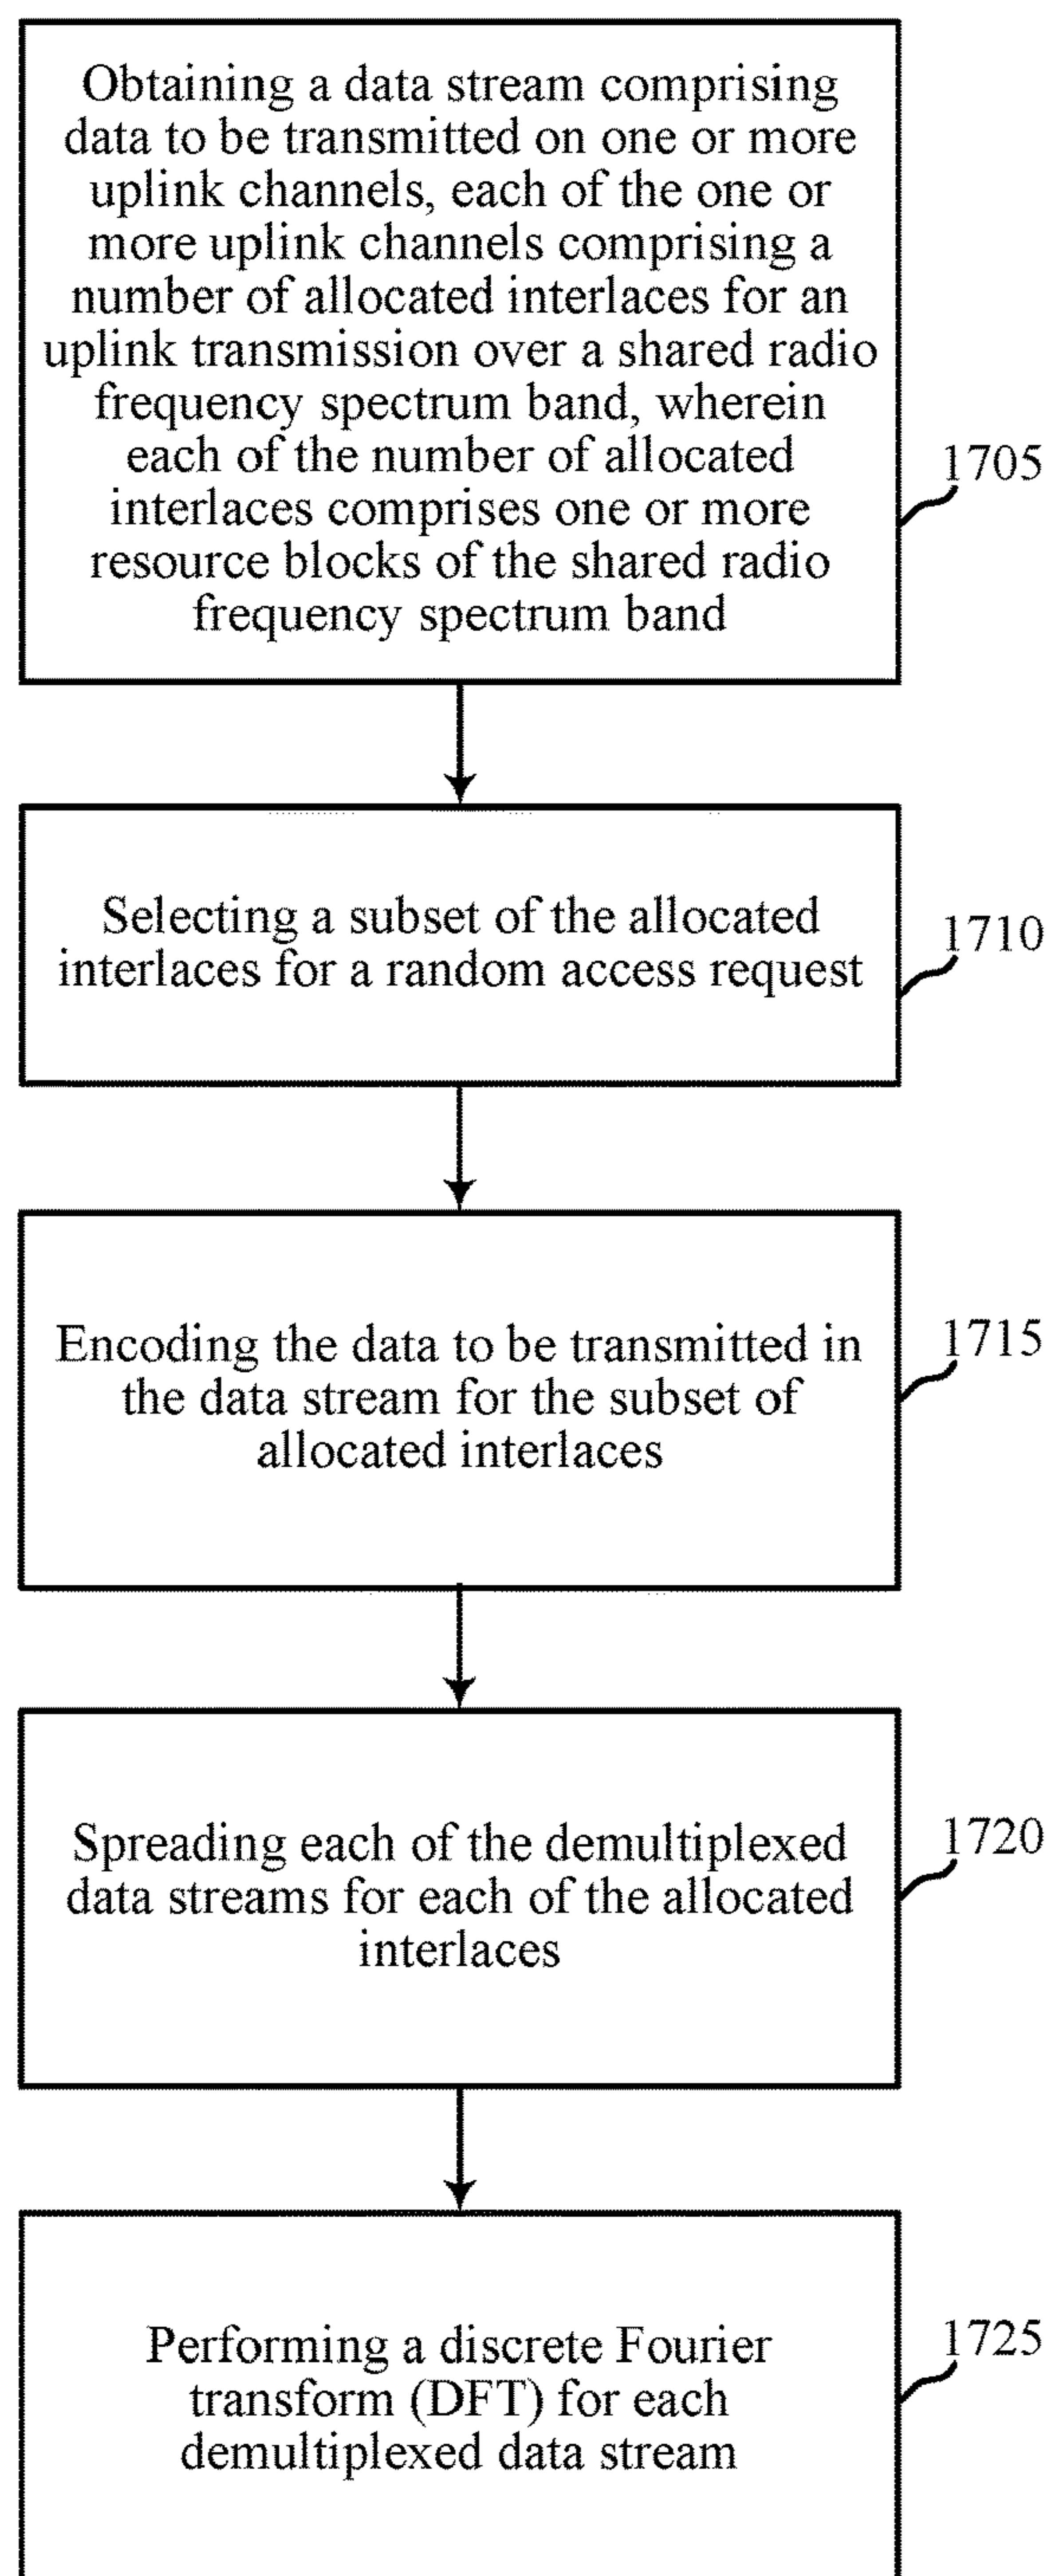 Obtaining a data stream comprising
data to be transmitted on one or more
uplink channels, each of the one or
more uplink channels comprising a
number of allocated interlaces for an
uplink transmission over a shared radio
frequency spectrum band, wherein
each of the number of allocated
interlaces comprises one or more
resource blocks of the shared radio
frequency spectrum band
1705
Selecting a subset of the allocated
interlaces for a random access request
1710
Encoding the data to be transmitted in
the data stream for the subset of
allocated interlaces
1715
Spreading each of the demultiplexed
data streams for each of the allocated
interlaces
1720
Performing a discrete Fourier
transform (DFT) for each
demultiplexed data stream
1725